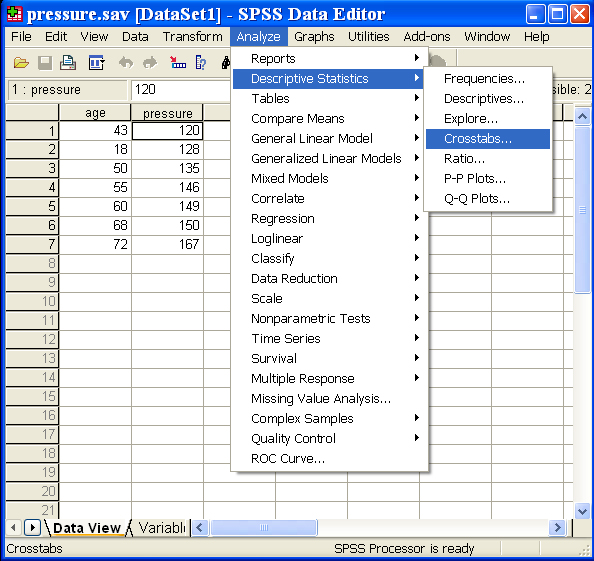 pressure.sav [DataSet1] - SPSS Data Editor
File Edit View Data Transform Analyze Graphs Utilities Add-ons Window Help
1 : pressure 120 sible: 2
age pressure
1 43 120
2 18 128
3 50 135
4 55 146
5 60 149
6 68 150
7 72 167
8
9
10
11
12
13
14
15
16
17
18
19
20
21
Reports
Descriptive Statistics
Tables
Compare Means
General Linear Model
Generalized Linear Models
Mixed Models
Correlate
Regression
Loglinear
Classify
Data Reduction
Scale
Nonparametric Tests
Time Series
Survival
Multiple Response
Missing Value Analysis...
Complex Samples
Quality Control
ROC Curve...
Frequencies...
Descriptives...
Explore...
Crosstabs...
Ratio...
P-P Plots...
Q-Q Plots...
Data View Variabl
Crosstabs SPSS Processor is ready